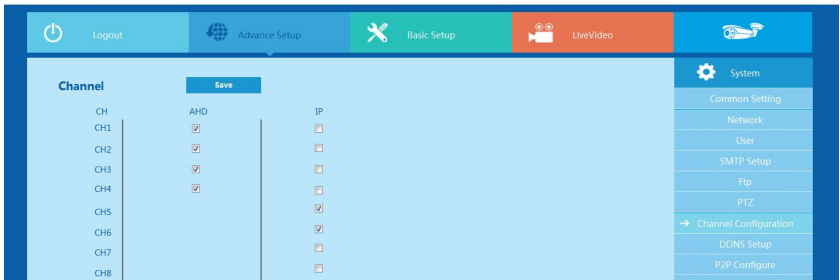 Logout
Advance Setup
Basic Setup
LiveVideo
Channel
Save
CH AHD IP
CH1
CH2
CH3
CH4
CH5
CH6
CH7
CH8
System
Common Setting
Network
User
SMTP Setup
Ftp
PTZ
Channel Configuration
DDNS Setup
P2P Configure